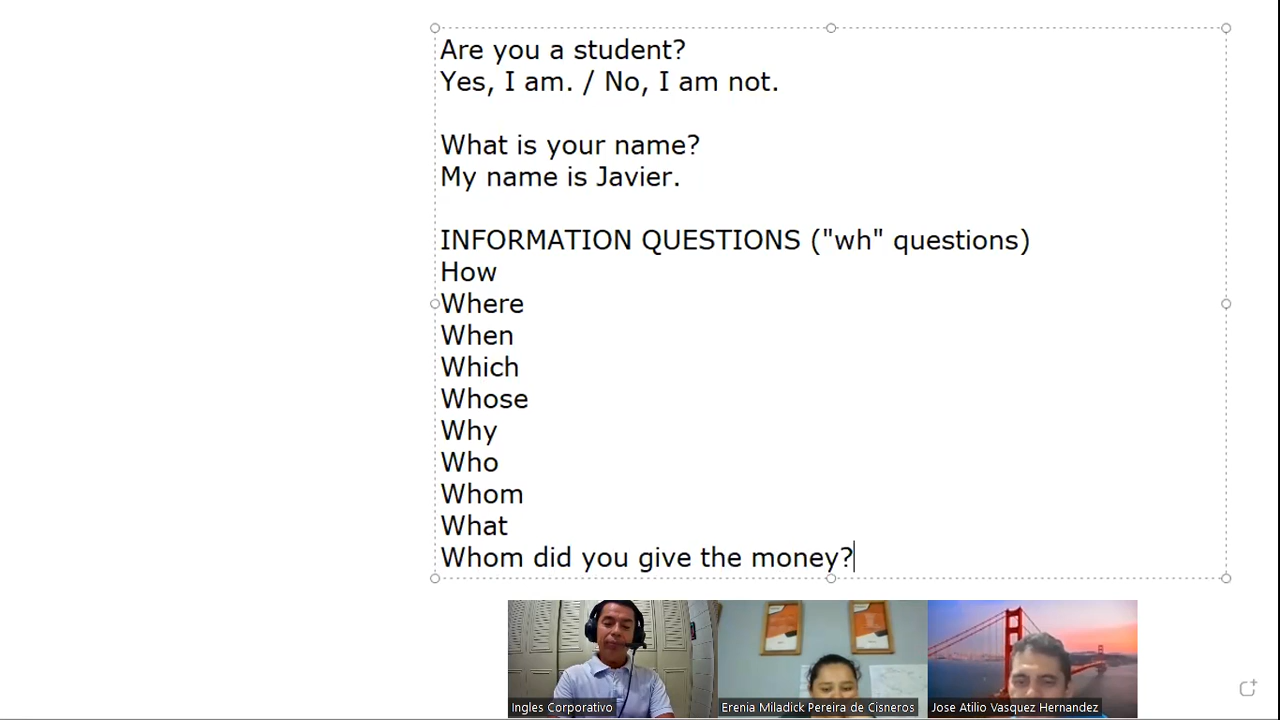 Are you a student?
Yes, I am. / No, I am not.
What is your name?
My name is Javier.
INFORMATION QUESTIONS ("wh" questions)
How
Where
When
Which
Whose
Why
Who
Whom
What
Whom did you give the money?
Ingles Corporativo
Erenia Miladick Pereira de Cisneros
Jose Atilio Vasquez Hernandez